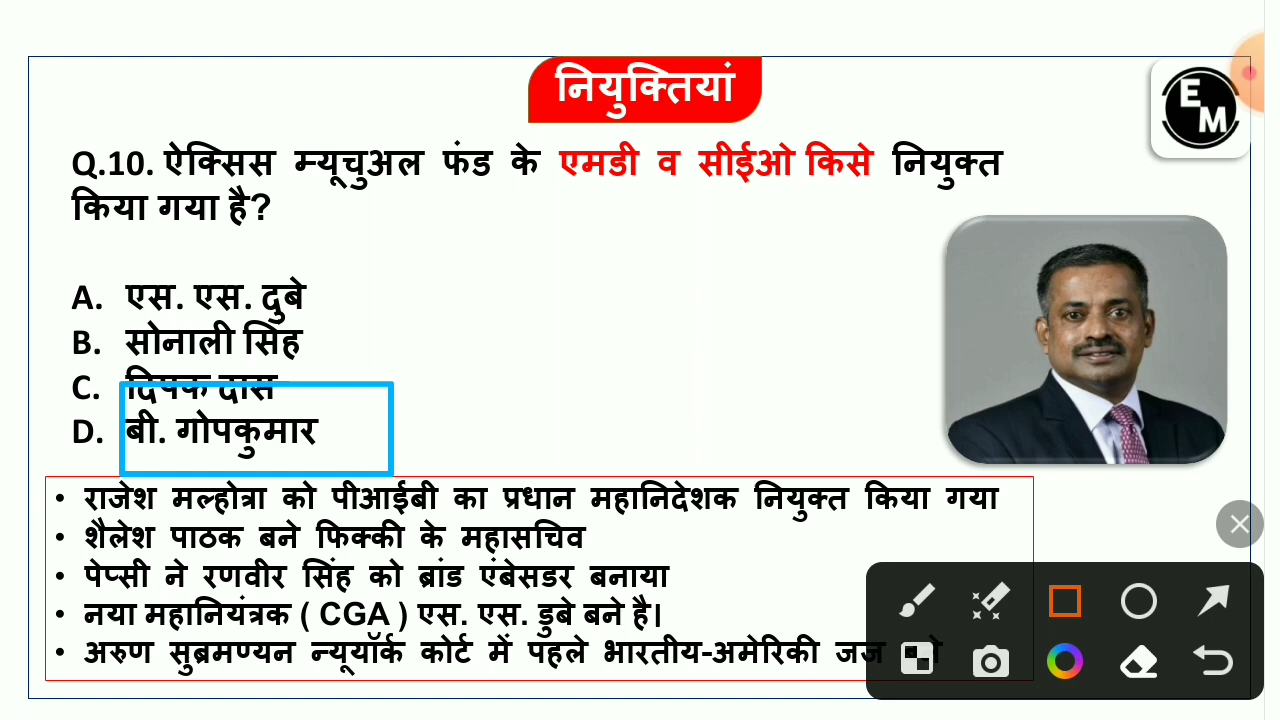 नियुक्तियां
E
M
Q.10. ऐक्सिस म्यूचुअल फंड के एमडी व सीईओ किसे नियुक्त
किया गया है?
A. एस. एस. दुबे
B. सोनाली सिंह
C. दिपक दास
D. बी. गोपकुमार
• राजेश मल्होत्रा को पीआईबी का प्रधान महानिदेशक नियुक्त किया गया
• शैलेश पाठक बने फिक्की के महासचिव
• पेप्सी ने रणवीर सिंह को ब्रांड एंबेसडर बनाया
• नया महानियंत्रक ( CGA ) एस. एस. डुबे बने है।
• अरुण सुब्रमण्यन न्यूयॉर्क कोर्ट में पहले भारतीय-अमेरिकी जज